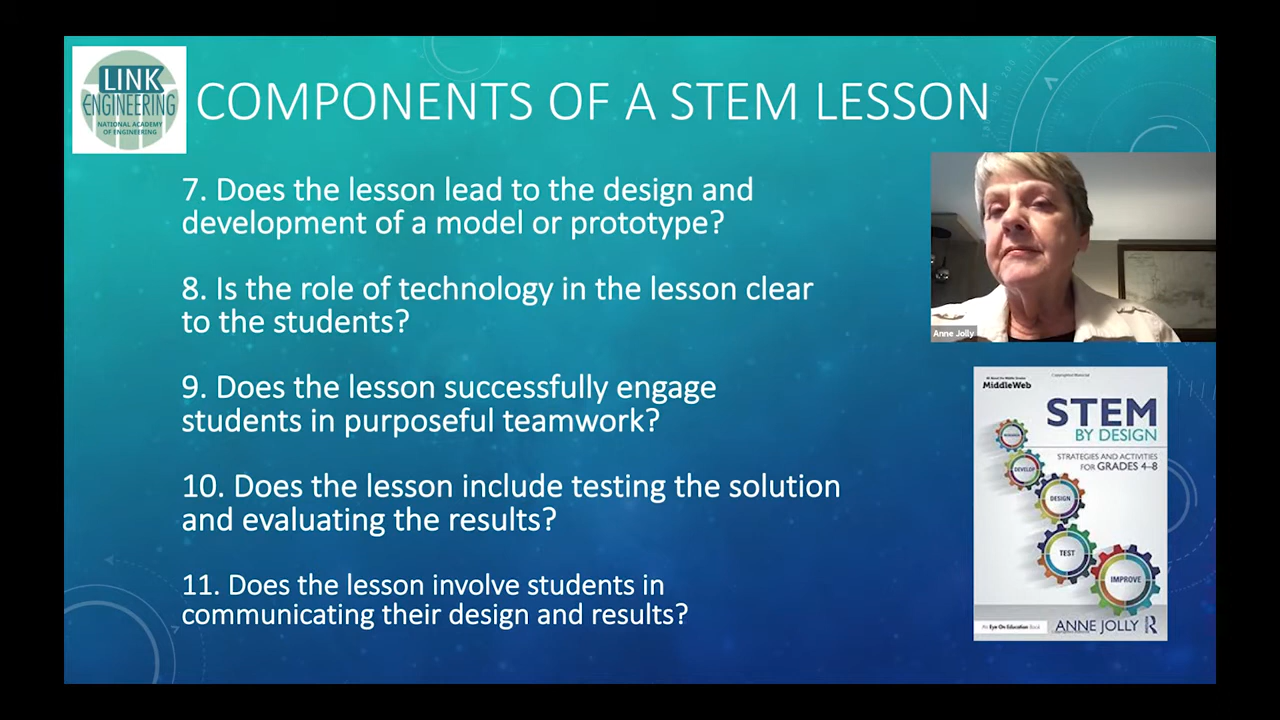 LINK
ENGINEERING
NATIONAL ACADEMY
OF ENGINEERING
COMPONENTS OF A STEM LESSON
7. Does the lesson lead to the design and
development of a model or prototype?
8. Is the role of technology in the lesson clear
to the students?
9. Does the lesson successfully engage
students in purposeful teamwork?
10. Does the lesson include testing the solution
and evaluating the results?
11. Does the lesson involve students in
communicating their design and results?
Anne Jolly
MiddleWeb
STEM
BY DESIGN
STRATEGIES AND ACTIVITIES
FOR GRADES 4–8
DEVELOP
DESIGN
TEST
IMPROVE
An Eye On Education Book
ANNE JOLLY